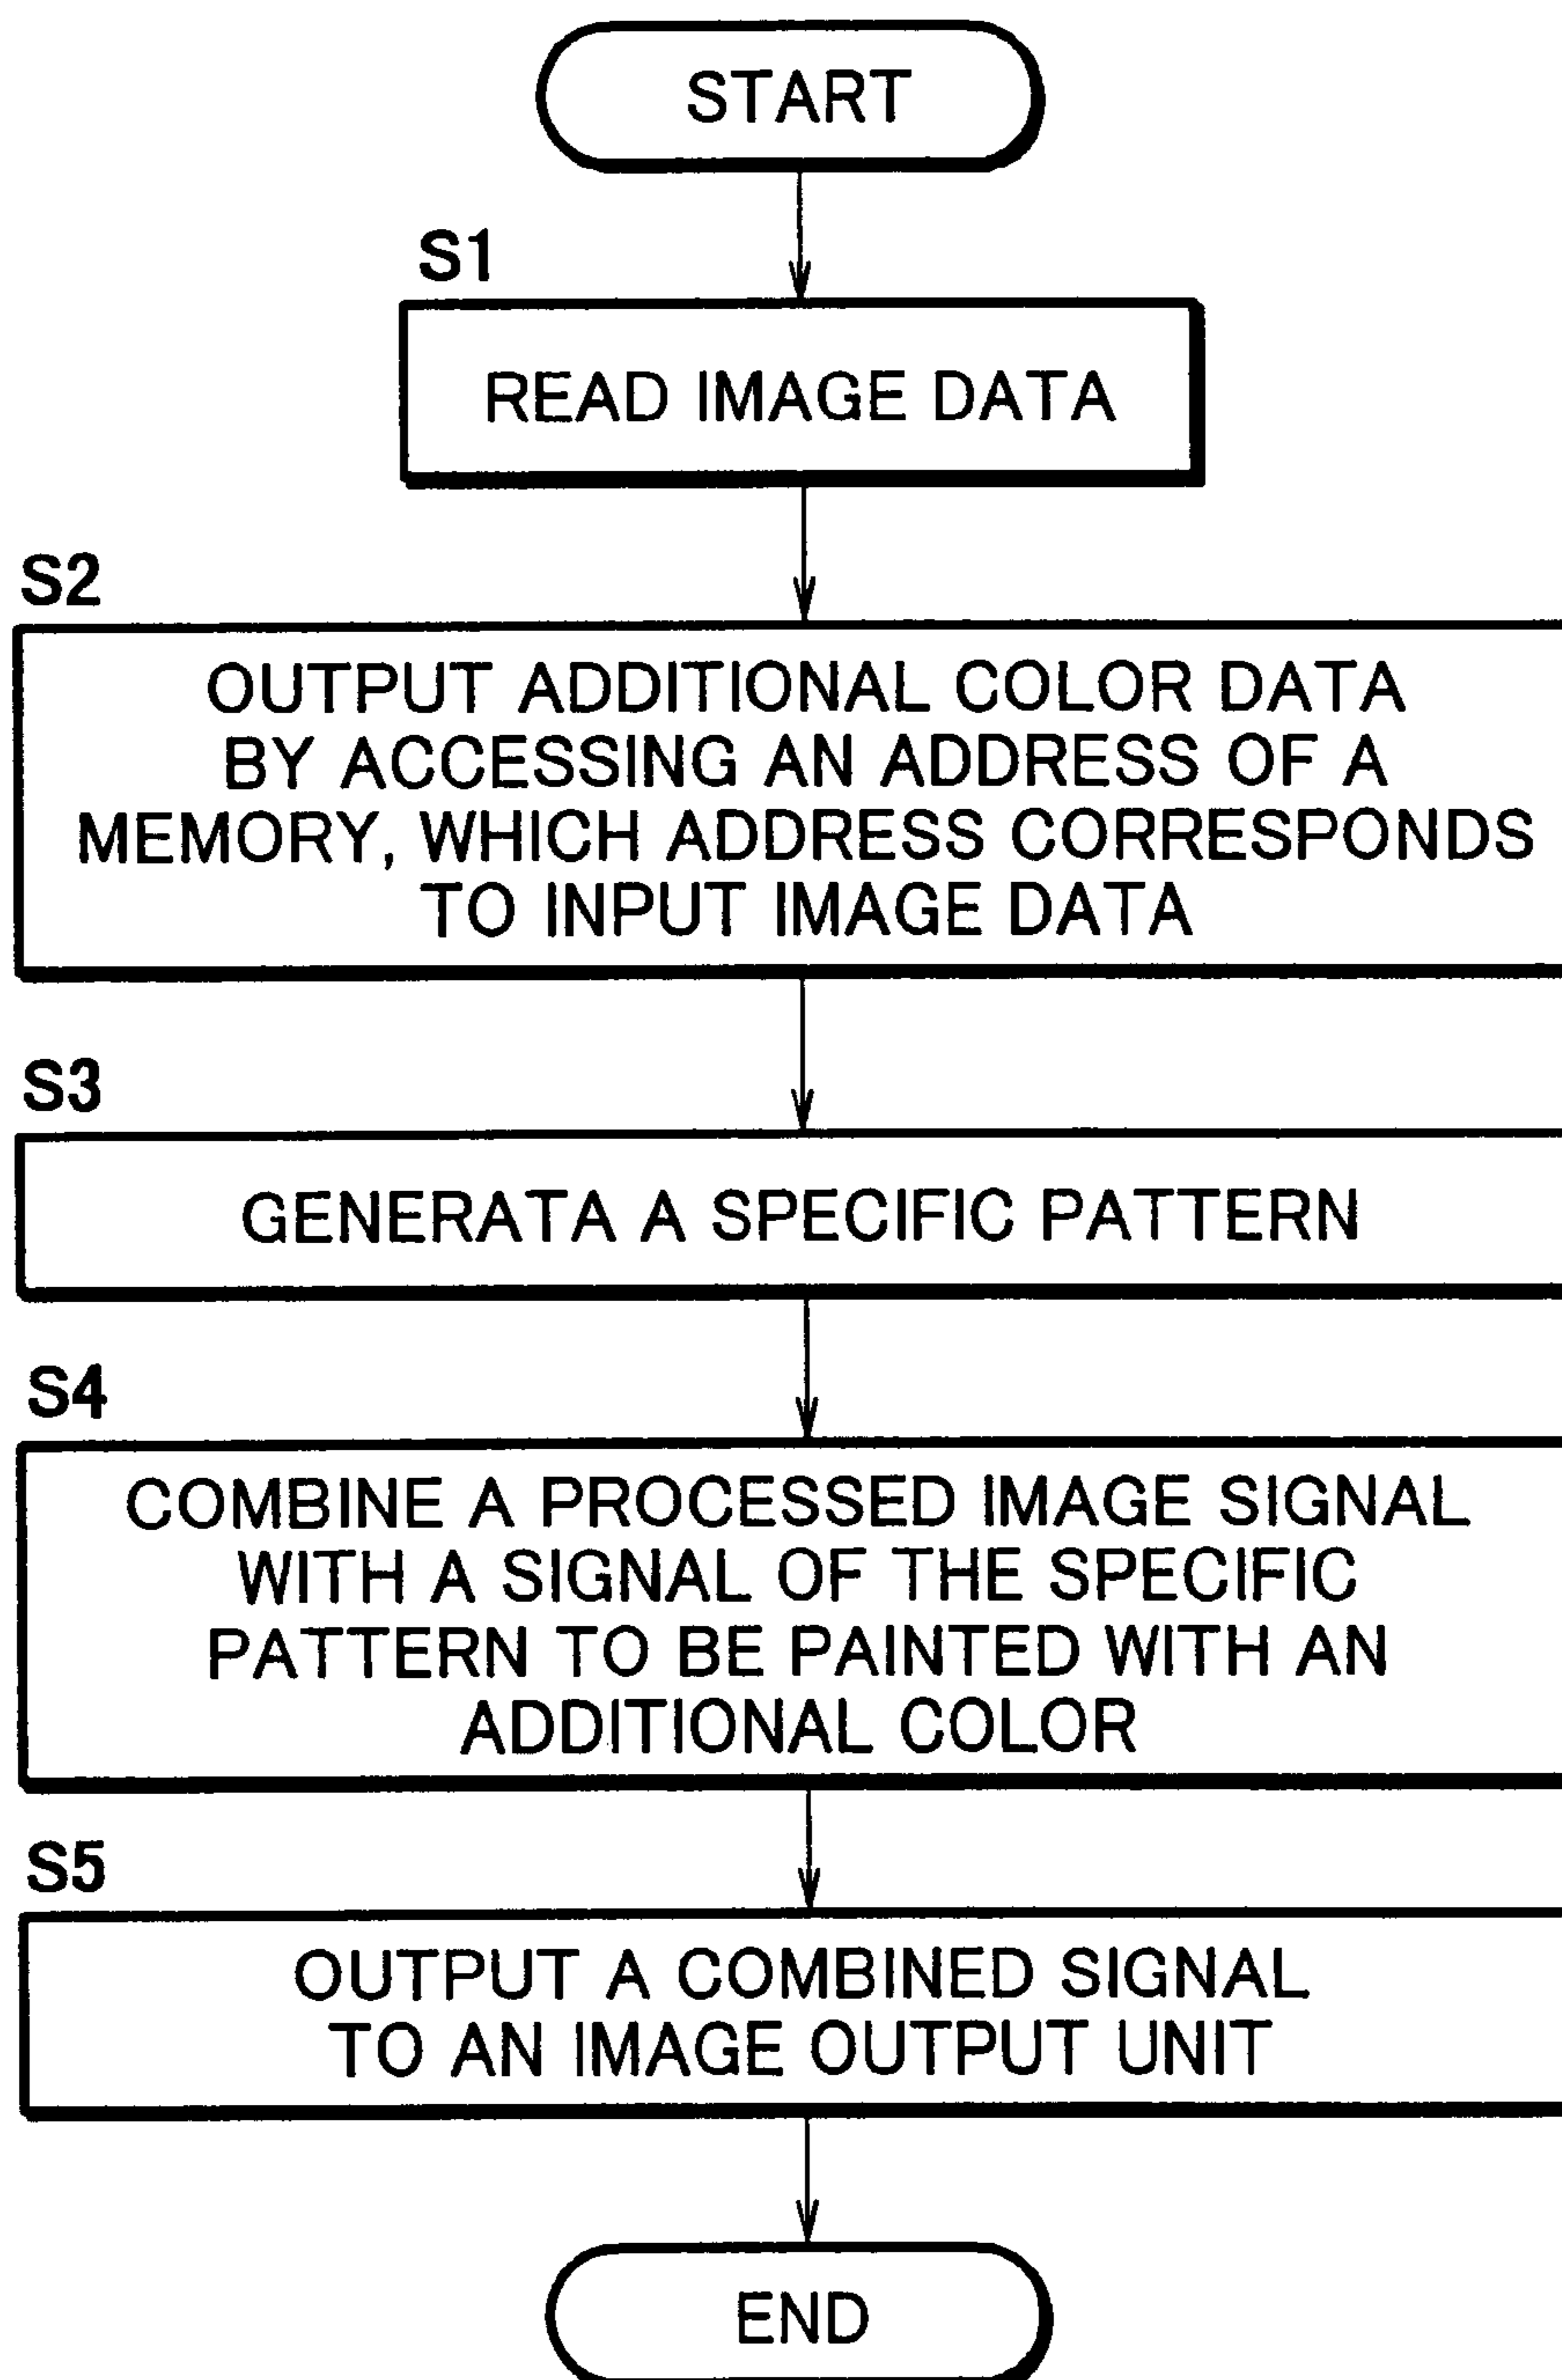 START
S1
READ IMAGE DATA
S2
OUTPUT ADDITIONAL COLOR DATA
BY ACCESSING AN ADDRESS OF A
MEMORY, WHICH ADDRESS CORRESPONDS
TO INPUT IMAGE DATA
S3
GENERATA A SPECIFIC PATTERN
S4
COMBINE A PROCESSED IMAGE SIGNAL
WITH A SIGNAL OF THE SPECIFIC
PATTERN TO BE PAINTED WITH AN
ADDITIONAL COLOR
S5
OUTPUT A COMBINED SIGNAL
TO AN IMAGE OUTPUT UNIT
END